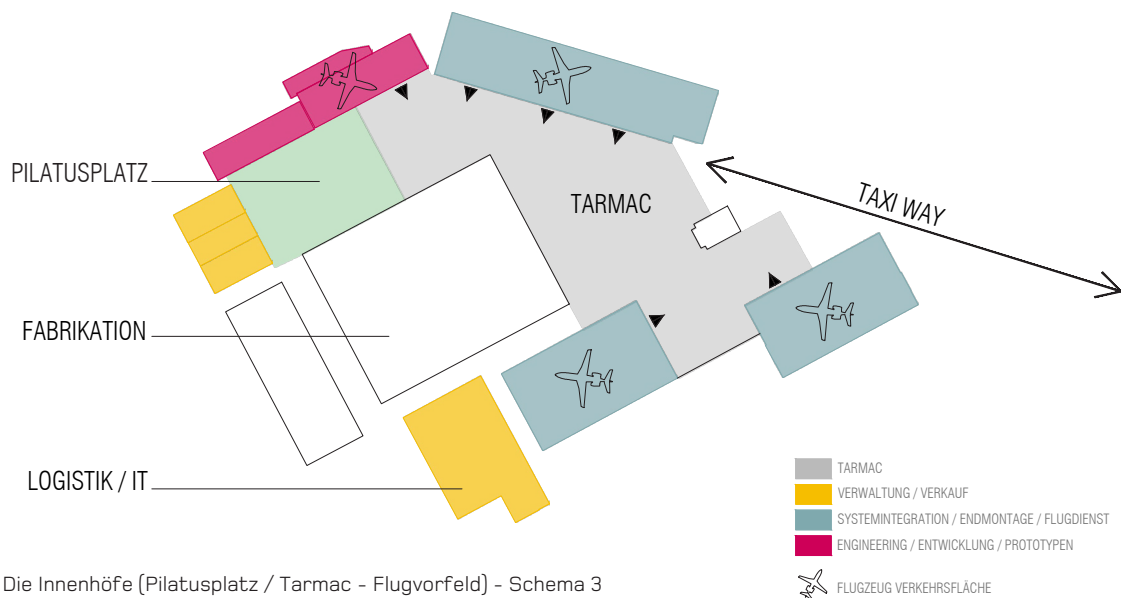 PILATUSPLATZ
TARMAC
TAXI WAY
FABRIKATION
LOGISTIK / IT
TARMAC
VERWALTUNG / VERKAUF
SYSTEMINTEGRATION / ENDMONTAGE / FLUGDIENST
ENGINEERING / ENTWICKLUNG / PROTOTYPEN
FLUGZEUG VERKEHRSFLÄCHE
Die Innenhöfe (Pilatusplatz / Tarmac - Flugvorfeld) - Schema 3